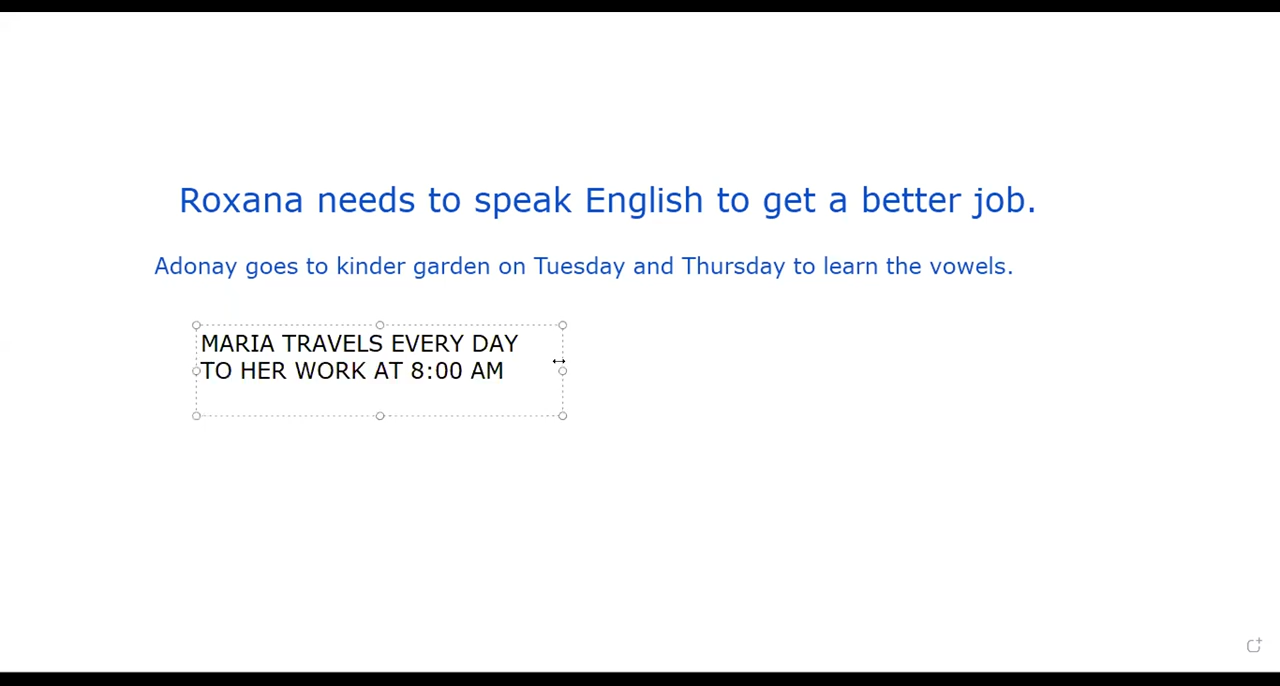 Roxana needs to speak English to get a better job.
Adonay goes to kinder garden on Tuesday and Thursday to learn the vowels.
MARIA TRAVELS EVERY DAY
TO HER WORK AT 8:00 AM